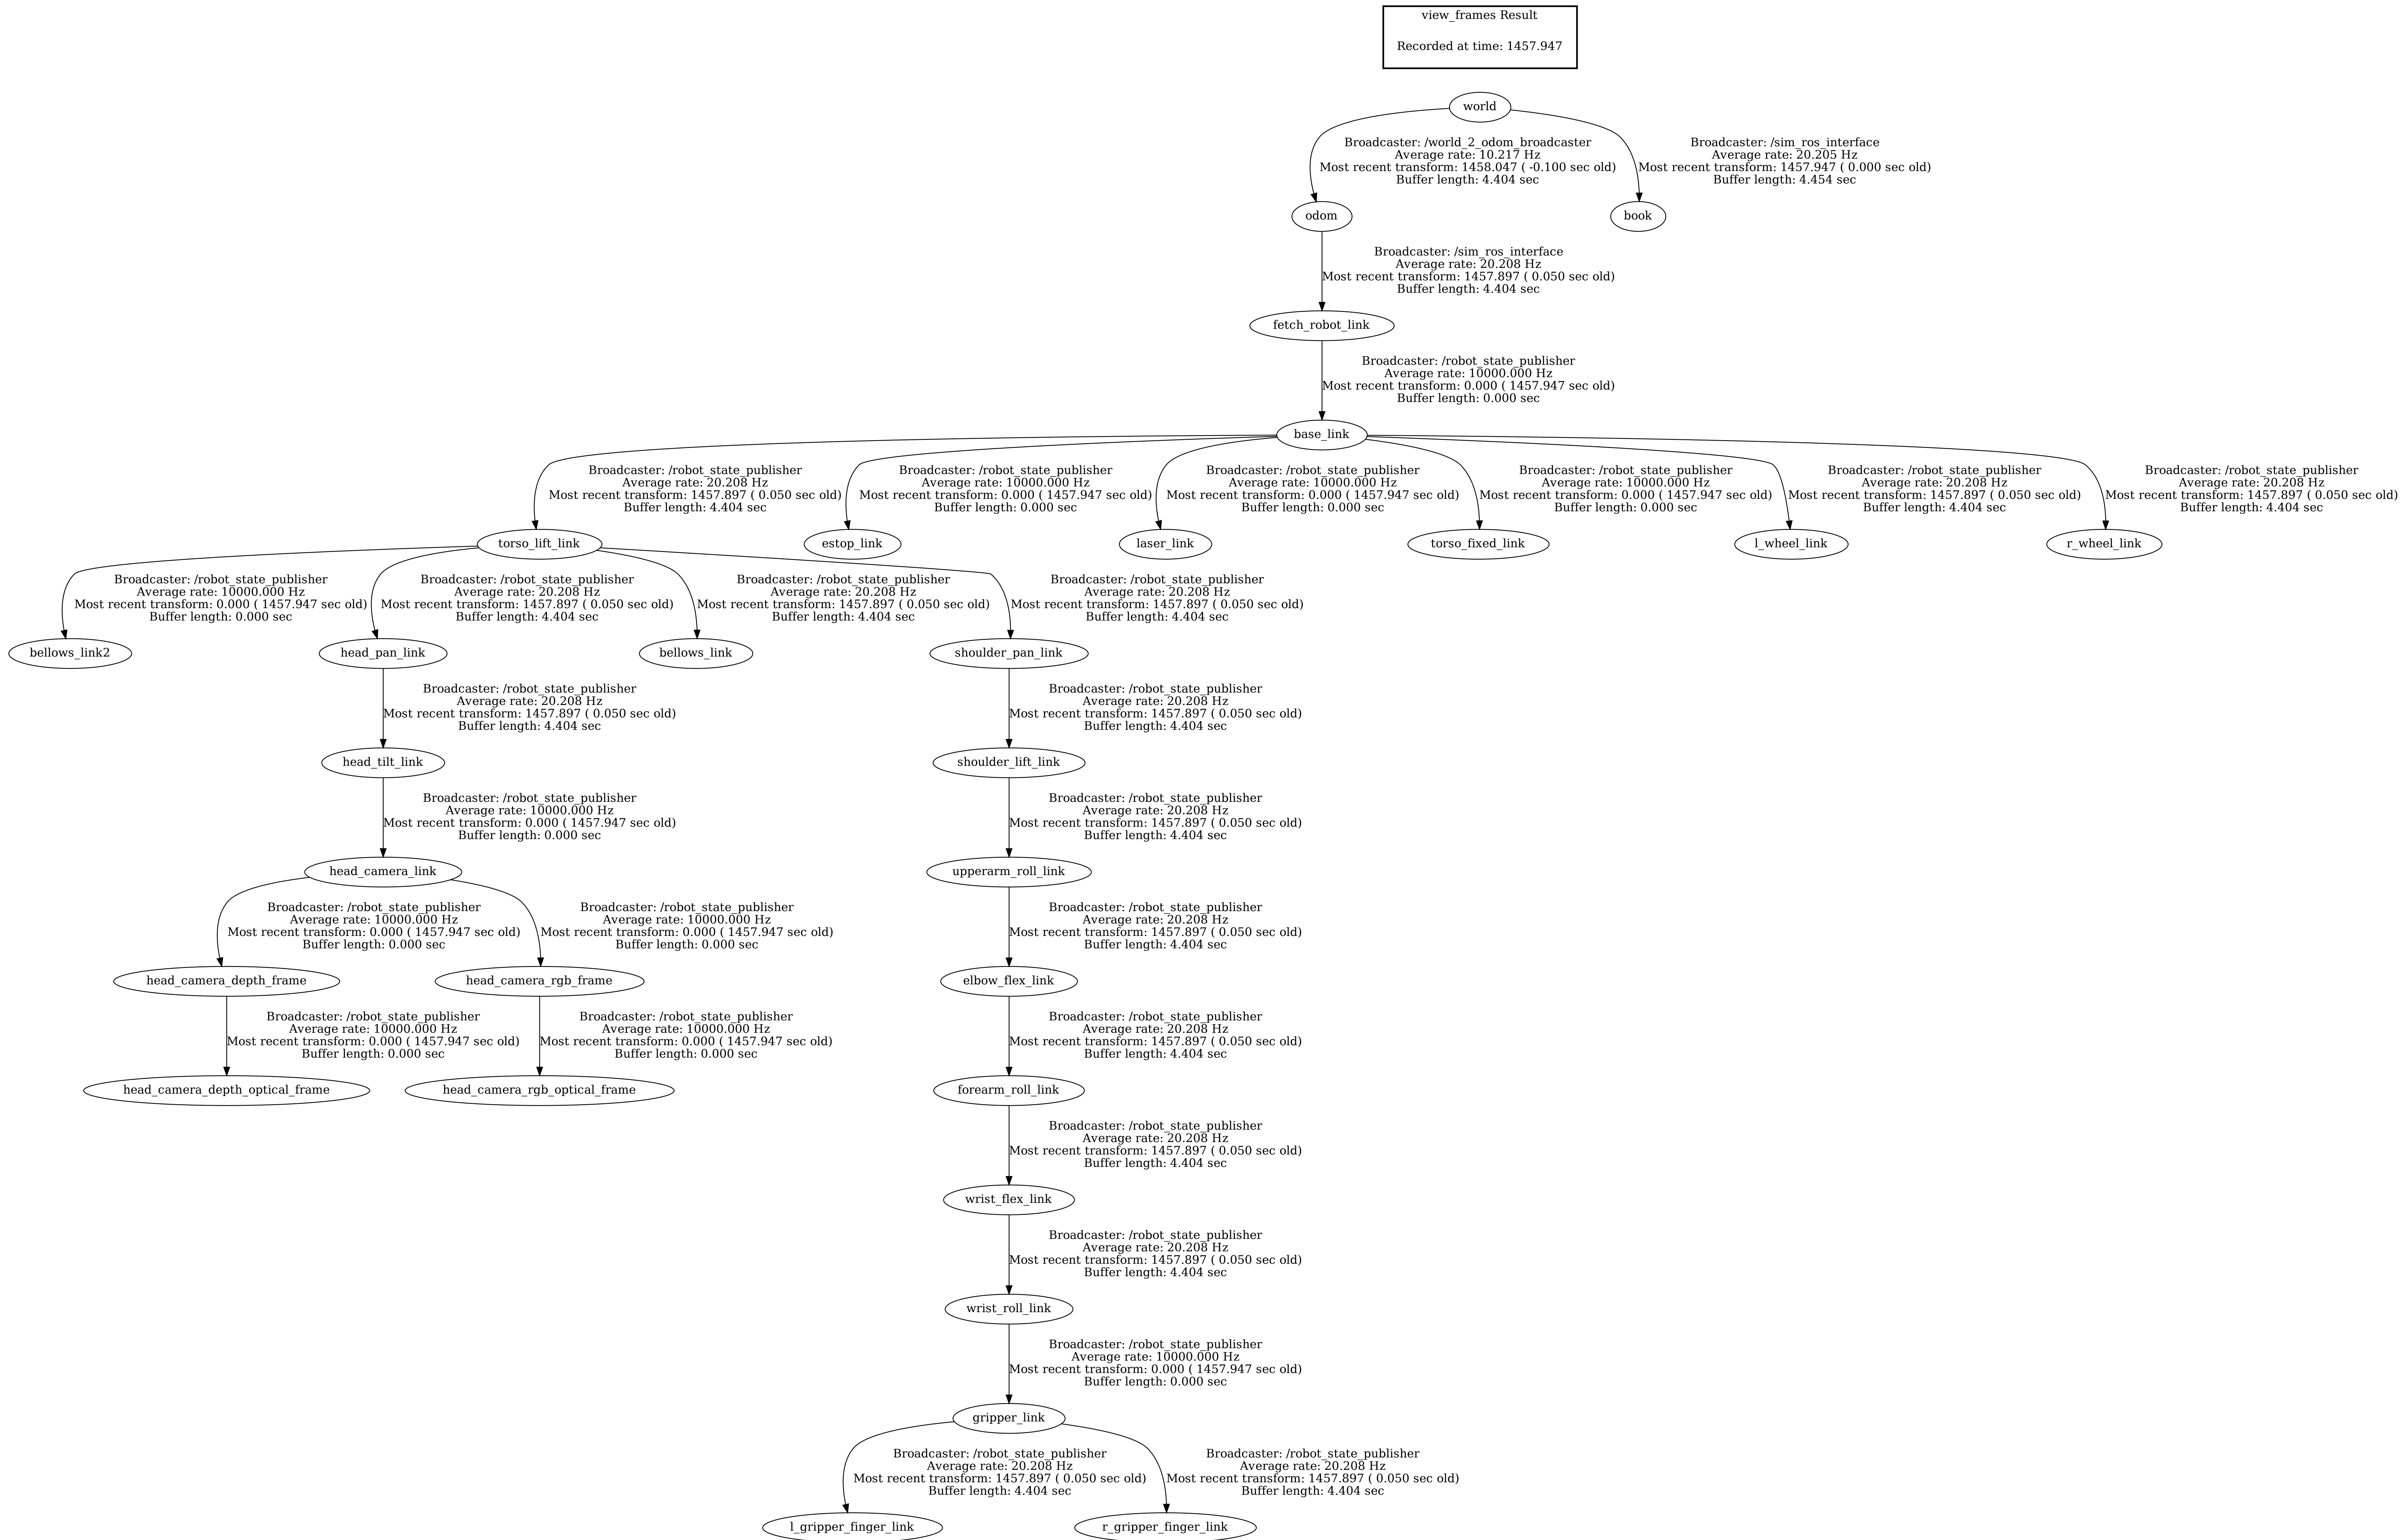 view_frames Result
Recorded at time: 1457.947
world
Broadcaster: /world_2_odom_broadcaster
Average rate: 10.217 Hz
Most recent transform: 1458.047 ( -0.100 sec old)
Buffer length: 4.404 sec
Broadcaster: /sim_ros_interface
Average rate: 20.205 Hz
Most recent transform: 1457.947 ( 0.000 sec old)
Buffer length: 4.454 sec
odom
book
Broadcaster: /sim_ros_interface
Average rate: 20.208 Hz
Most recent transform: 1457.897 ( 0.050 sec old)
Buffer length: 4.404 sec
fetch_robot_link
Broadcaster: /robot_state_publisher
Average rate: 10000.000 Hz
Most recent transform: 0.000 ( 1457.947 sec old)
Buffer length: 0.000 sec
base_link
Broadcaster: /robot_state_publisher
Average rate: 20.208 Hz
Most recent transform: 1457.897 ( 0.050 sec old)
Buffer length: 4.404 sec
Broadcaster: /robot_state_publisher
Average rate: 10000.000 Hz
Most recent transform: 0.000 ( 1457.947 sec old)
Buffer length: 0.000 sec
Broadcaster: /robot_state_publisher
Average rate: 10000.000 Hz
Most recent transform: 0.000 ( 1457.947 sec old)
Buffer length: 0.000 sec
Broadcaster: /robot_state_publisher
Average rate: 10000.000 Hz
Most recent transform: 0.000 ( 1457.947 sec old)
Buffer length: 0.000 sec
Broadcaster: /robot_state_publisher
Average rate: 20.208 Hz
Most recent transform: 1457.897 ( 0.050 sec old)
Buffer length: 4.404 sec
Broadcaster: /robot_state_publisher
Average rate: 20.208 Hz
Most recent transform: 1457.897 ( 0.050 sec old)
Buffer length: 4.404 sec
torso_lift_link
estop_link
laser_link
torso_fixed_link
l_wheel_link
r_wheel_link
Broadcaster: /robot_state_publisher
Average rate: 10000.000 Hz
Most recent transform: 0.000 ( 1457.947 sec old)
Buffer length: 0.000 sec
Broadcaster: /robot_state_publisher
Average rate: 20.208 Hz
Most recent transform: 1457.897 ( 0.050 sec old)
Buffer length: 4.404 sec
Broadcaster: /robot_state_publisher
Average rate: 20.208 Hz
Most recent transform: 1457.897 ( 0.050 sec old)
Buffer length: 4.404 sec
Broadcaster: /robot_state_publisher
Average rate: 20.208 Hz
Most recent transform: 1457.897 ( 0.050 sec old)
Buffer length: 4.404 sec
bellows_link2
head_pan_link
bellows_link
shoulder_pan_link
Broadcaster: /robot_state_publisher
Average rate: 20.208 Hz
Most recent transform: 1457.897 ( 0.050 sec old)
Buffer length: 4.404 sec
Broadcaster: /robot_state_publisher
Average rate: 20.208 Hz
Most recent transform: 1457.897 ( 0.050 sec old)
Buffer length: 4.404 sec
head_tilt_link
shoulder_lift_link
Broadcaster: /robot_state_publisher
Average rate: 10000.000 Hz
Most recent transform: 0.000 ( 1457.947 sec old)
Buffer length: 0.000 sec
Broadcaster: /robot_state_publisher
Average rate: 20.208 Hz
Most recent transform: 1457.897 ( 0.050 sec old)
Buffer length: 4.404 sec
head_camera_link
upperarm_roll_link
Broadcaster: /robot_state_publisher
Average rate: 10000.000 Hz
Most recent transform: 0.000 ( 1457.947 sec old)
Buffer length: 0.000 sec
Broadcaster: /robot_state_publisher
Average rate: 10000.000 Hz
Most recent transform: 0.000 ( 1457.947 sec old)
Buffer length: 0.000 sec
Broadcaster: /robot_state_publisher
Average rate: 20.208 Hz
Most recent transform: 1457.897 ( 0.050 sec old)
Buffer length: 4.404 sec
head_camera_depth_frame
head_camera_rgb_frame
elbow_flex_link
Broadcaster: /robot_state_publisher
Average rate: 10000.000 Hz
Most recent transform: 0.000 ( 1457.947 sec old)
Buffer length: 0.000 sec
Broadcaster: /robot_state_publisher
Average rate: 10000.000 Hz
Most recent transform: 0.000 ( 1457.947 sec old)
Buffer length: 0.000 sec
Broadcaster: /robot_state_publisher
Average rate: 20.208 Hz
Most recent transform: 1457.897 ( 0.050 sec old)
Buffer length: 4.404 sec
head_camera_depth_optical_frame
head_camera_rgb_optical_frame
forearm_roll_link
Broadcaster: /robot_state_publisher
Average rate: 20.208 Hz
Most recent transform: 1457.897 ( 0.050 sec old)
Buffer length: 4.404 sec
wrist_flex_link
Broadcaster: /robot_state_publisher
Average rate: 20.208 Hz
Most recent transform: 1457.897 ( 0.050 sec old)
Buffer length: 4.404 sec
wrist_roll_link
Broadcaster: /robot_state_publisher
Average rate: 10000.000 Hz
Most recent transform: 0.000 ( 1457.947 sec old)
Buffer length: 0.000 sec
gripper_link
Broadcaster: /robot_state_publisher
Average rate: 20.208 Hz
Most recent transform: 1457.897 ( 0.050 sec old)
Buffer length: 4.404 sec
Broadcaster: /robot_state_publisher
Average rate: 20.208 Hz
Most recent transform: 1457.897 ( 0.050 sec old)
Buffer length: 4.404 sec
l_gripper_finger_link
r_gripper_finger_link